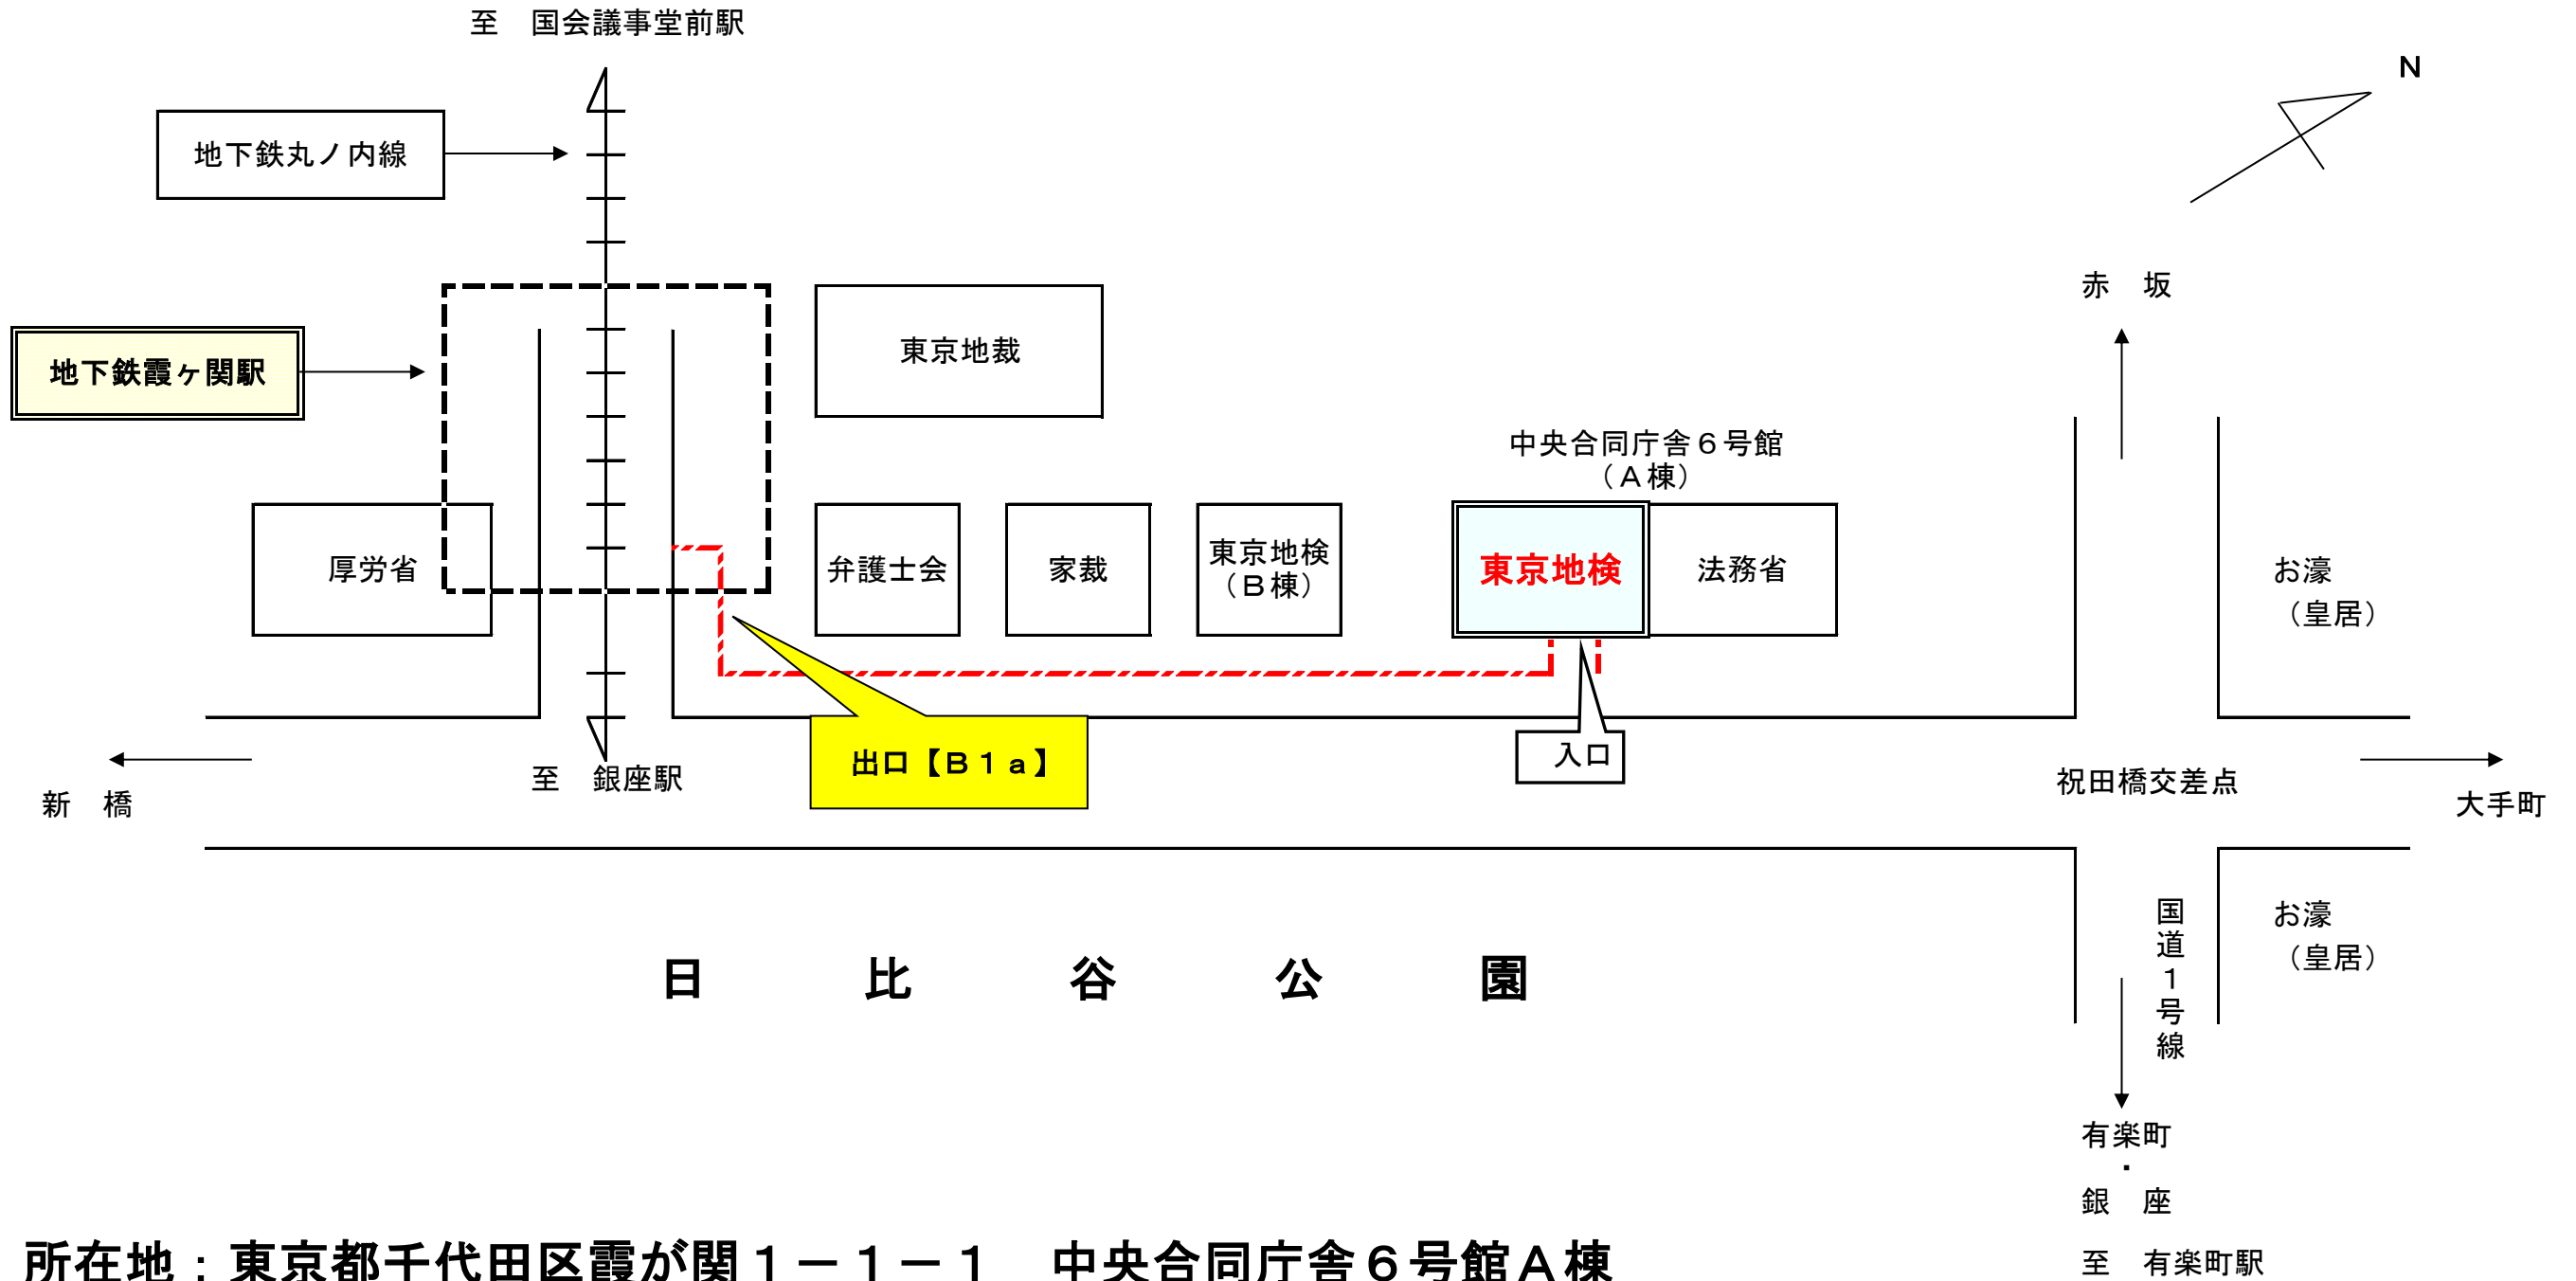 至　国会議事堂前駅
Ｎ
地下鉄丸ノ内線
赤　坂
東京地裁
地下鉄霞ヶ関駅
中央合同庁舎６号館
（Ａ棟）
厚労省
弁護士会
家裁
東京地検
（Ｂ棟）
東京地検
法務省
お濠
（皇居）
出口【Ｂ１ａ】
入口
至　銀座駅
新　橋
祝田橋交差点
大手町
国道１号線
お濠
（皇居）
日比谷公園
有楽町
・
銀　座
至　有楽町駅
所在地：東京都千代田区霞が関１－１－１　中央合同庁舎６号館Ａ棟